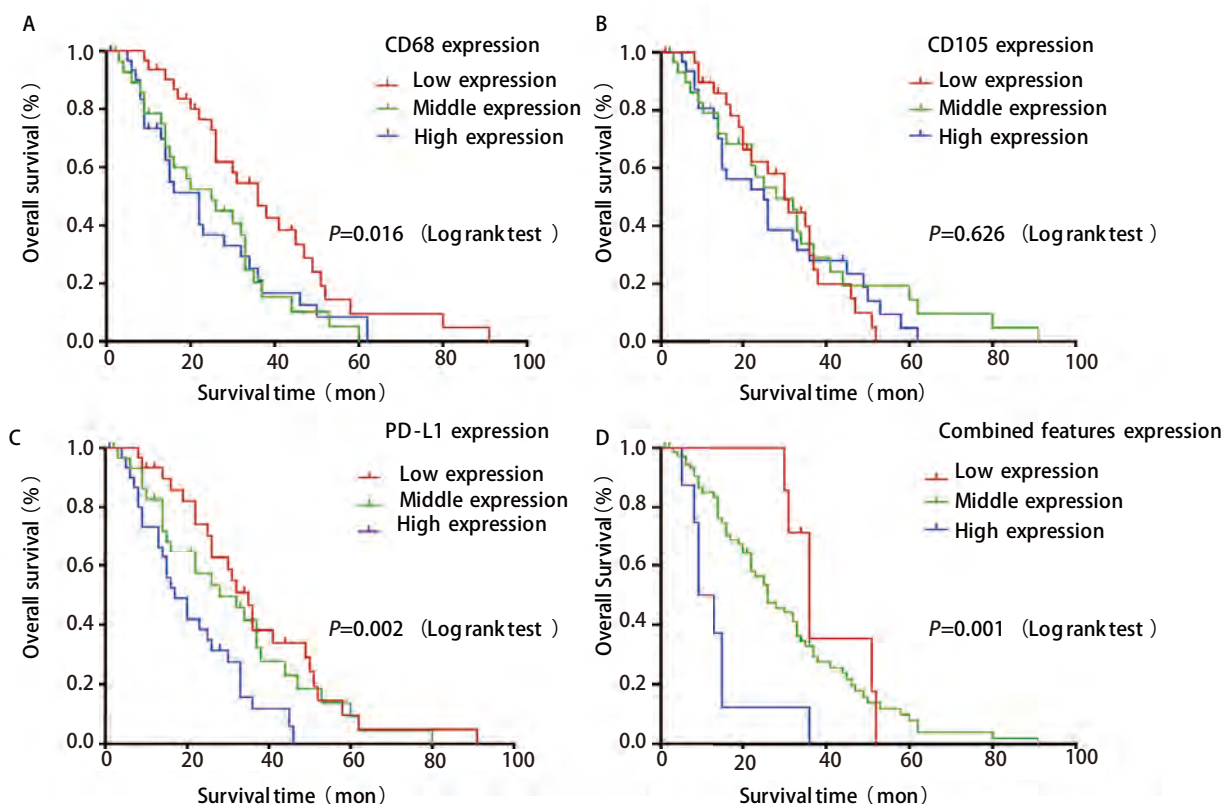 A
CD68 expression
Low expression
Middle expression
High expression
P=0.016 (Log rank test)
Overall survival (%)
1.0
0.8
0.6
0.4
0.2
0.0
0 20 40 60 80 100
Survival time (mon)
B
CD105 expression
Low expression
Middle expression
High expression
P=0.626 (Log rank test)
Overall survival (%)
1.0
0.8
0.6
0.4
0.2
0.0
0 20 40 60 80 100
Survival time (mon)
C
PD-L1 expression
Low expression
Middle expression
High expression
P=0.002 (Log rank test)
Overall survival (%)
1.0
0.8
0.6
0.4
0.2
0.0
0 20 40 60 80 100
Survival time (mon)
D
Combined features expression
Low expression
Middle expression
High expression
P=0.001 (Log rank test)
Overall Survival (%)
1.0
0.8
0.6
0.4
0.2
0.0
0 20 40 60 80 100
Survival time (mon)